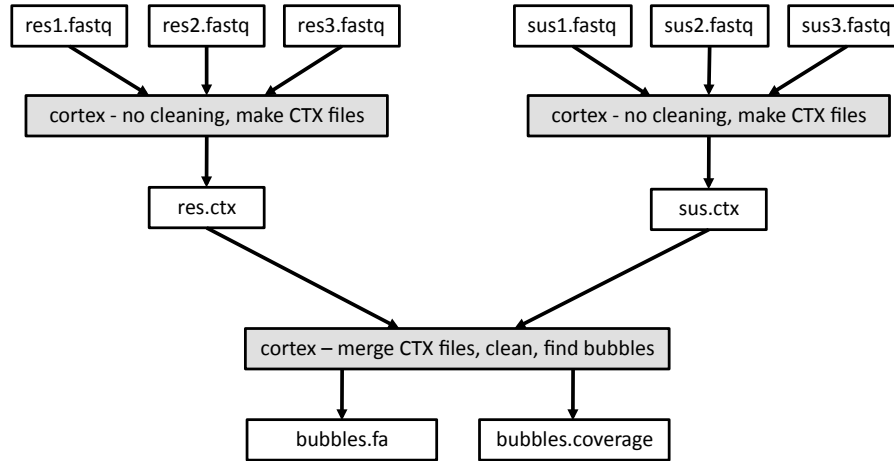 res1.fastq
res2.fastq
res3.fastq
sus1.fastq
sus2.fastq
sus3.fastq
cortex - no cleaning, make CTX files
cortex - no cleaning, make CTX files
res.ctx
sus.ctx
cortex – merge CTX files, clean, find bubbles
bubbles.fa
bubbles.coverage